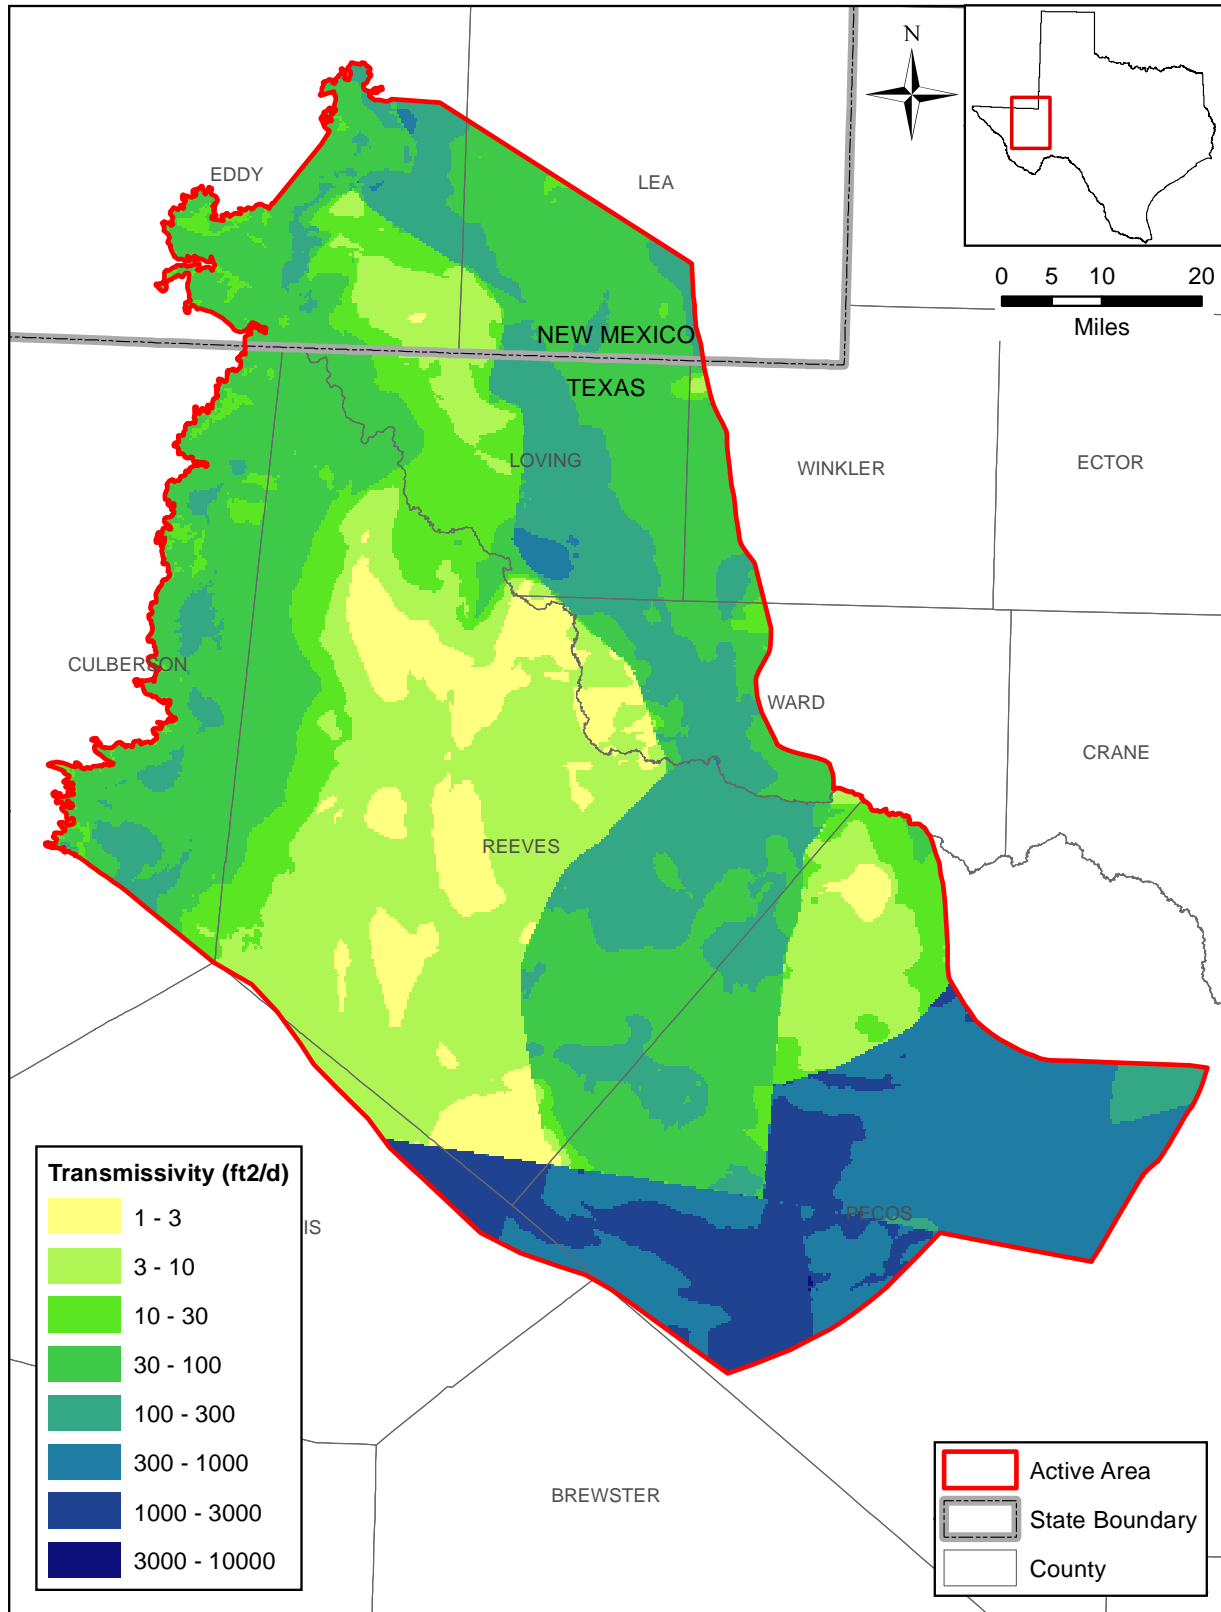 N
EDDY
LEA
0 5 10 20
Miles
NEW MEXICO
TEXAS
LOVING
WINKLER
ECTOR
CULBERSON
WARD
CRANE
REEVES
PECOS
IS
BREWSTER
Transmissivity (ft2/d)
1 - 3
3 - 10
10 - 30
30 - 100
100 - 300
300 - 1000
1000 - 3000
3000 - 10000
Active Area
State Boundary
County